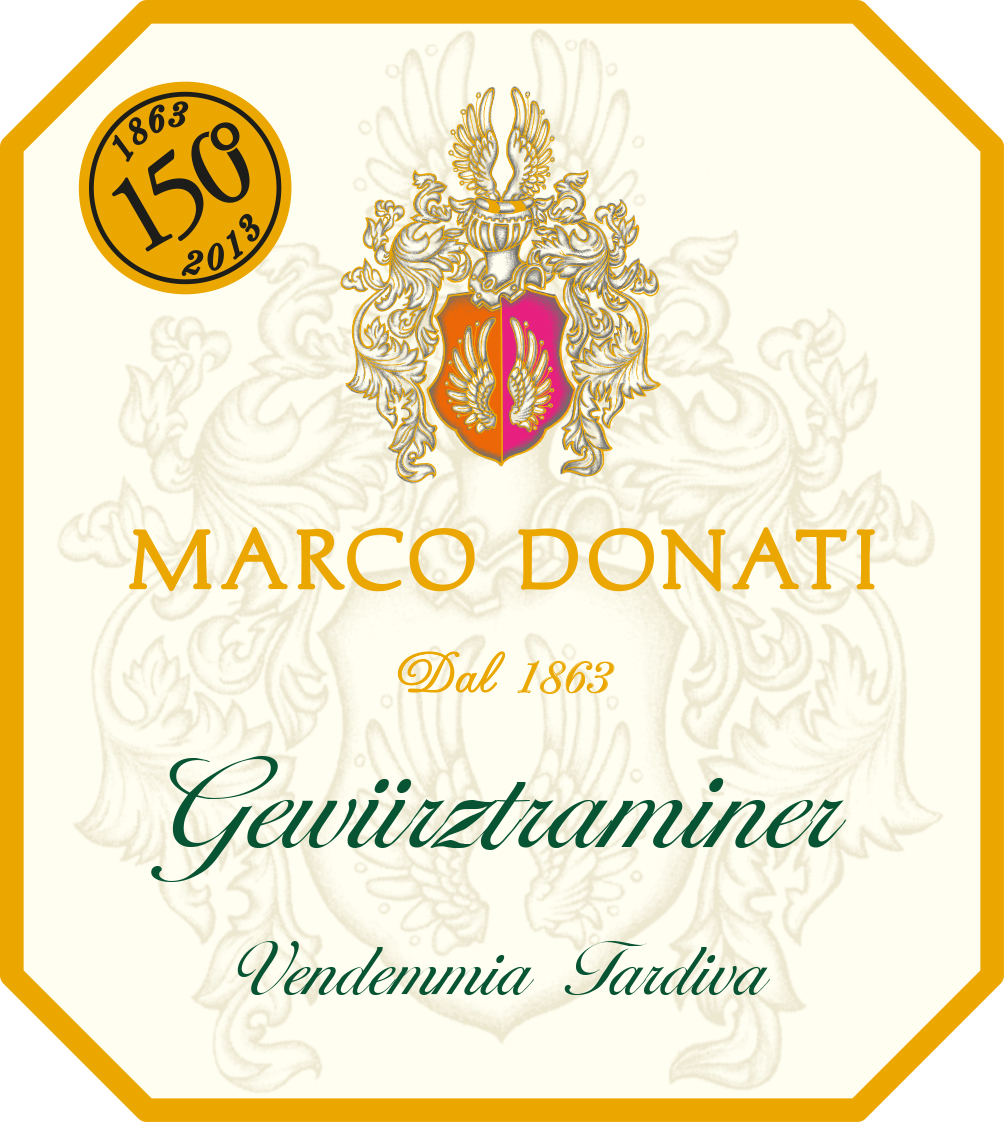 1863
150°
2013
MARCO DONATI
Dal 1863
Gewürztraminer
Vendemmia Tardiva